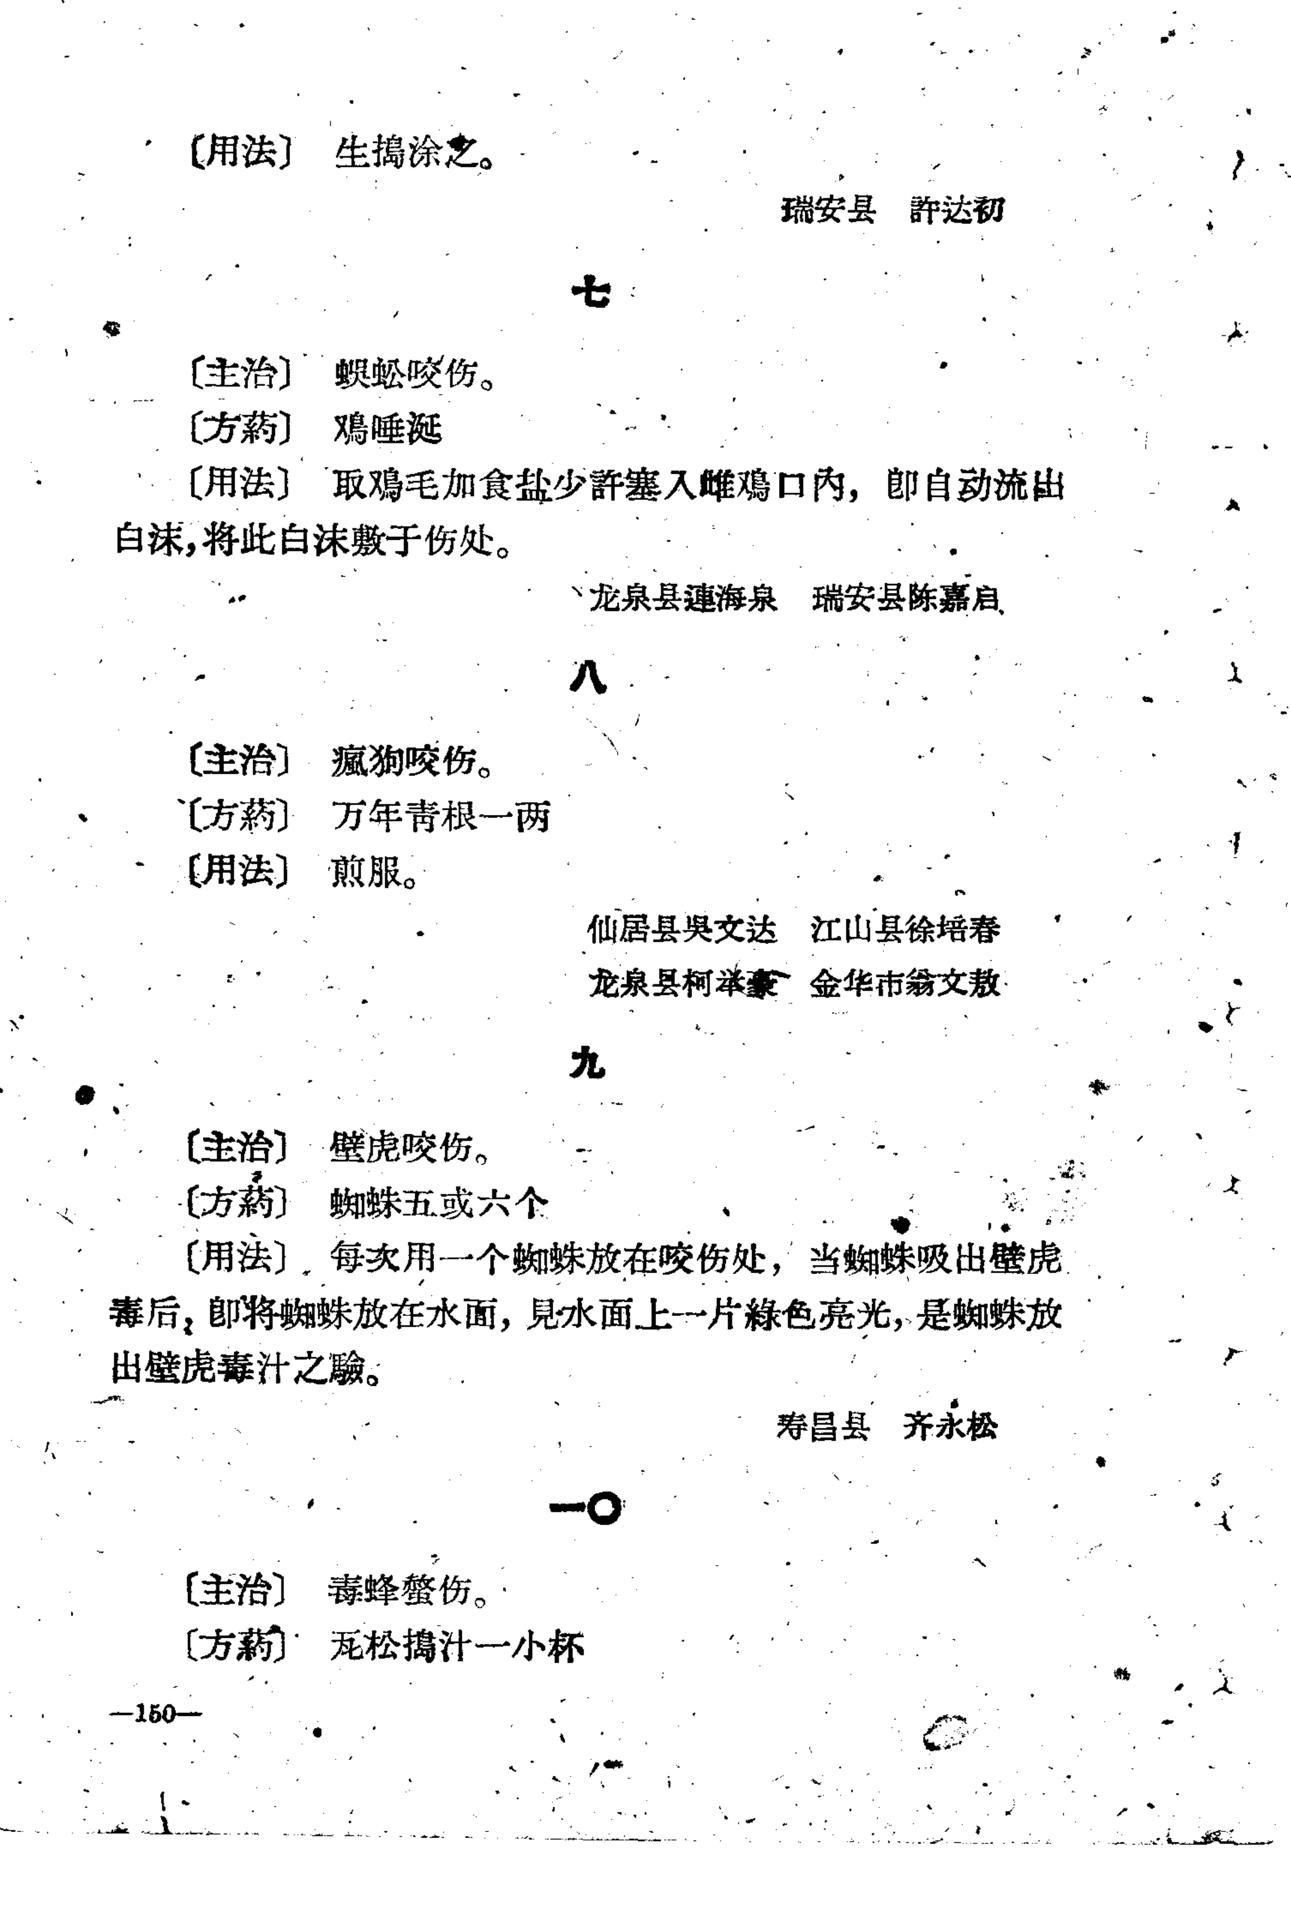 〔用法〕　生搗涂之。
瑞安县　許达初
七
〔主治〕　蜈蚣咬伤。
〔方葯〕　鳮唾涎
〔用法〕　取鳮毛加食盐少許塞入雌鳮口內，卽自动流出
白沫，将此白沫敷于伤处。
龙泉县連海泉　瑞安县陈嘉启
八
〔主治〕　瘋狗咬伤。
〔方葯〕　万年靑根一两
〔用法〕　煎服。
仙居县吳文达　江山县徐培春
龙泉县柯举豪　金华市翁文敖
九
〔主治〕　壁虎咬伤。
〔方葯〕　蜘蛛五或六个
〔用法〕　每次用一个蜘蛛放在咬伤处，当蜘蛛吸出壁虎
毒后，卽将蜘蛛放在水面，見水面上一片綠色亮光，是蜘蛛放
出壁虎毒汁之驗。
寿昌县　齐永松
一〇
〔主治〕　毒蜂螫伤。
〔方葯〕　瓦松搗汁一小杯
—150—